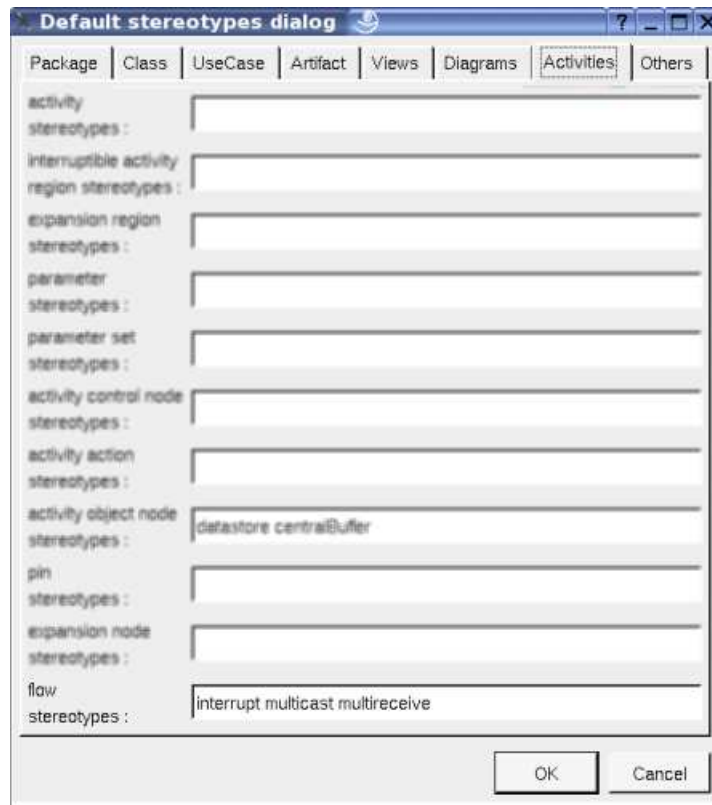 Default stereotypes dialog
Package Class UseCase Artifact Views Diagrams Activities Others
activity
stereotypes :
interruptible activity
region stereotypes :
expansion region
stereotypes :
parameter
stereotypes :
parameter set
stereotypes :
activity control node
stereotypes :
activity action
stereotypes :
activity object node
stereotypes :
datastore centralBuffer
pin
stereotypes :
expansion node
stereotypes :
flow
stereotypes :
interrupt multicast multireceive
OK Cancel